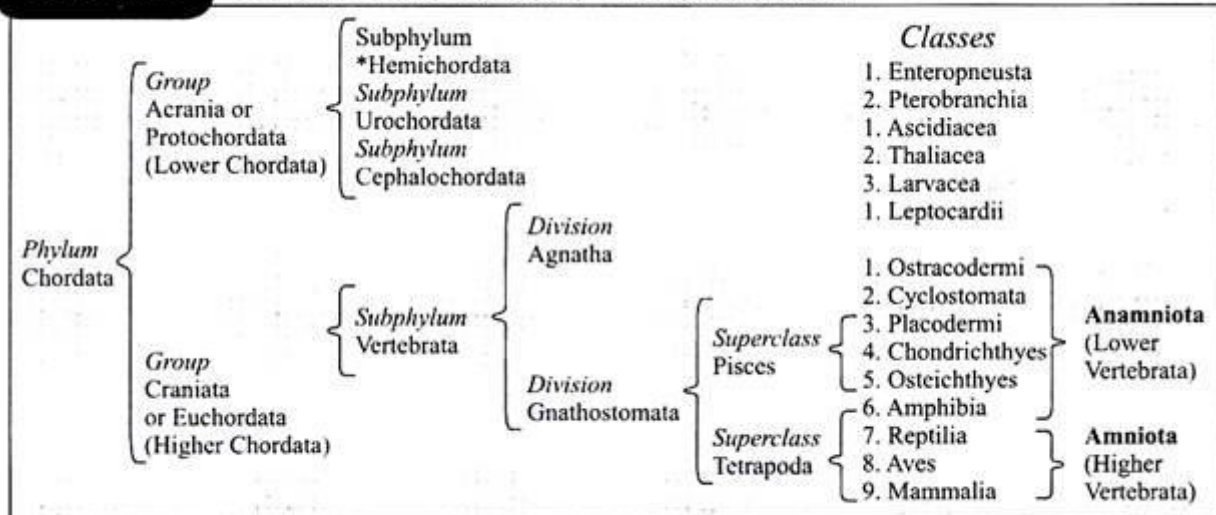 Phylum
Chordata
Group
Acrania or
Protochordata
(Lower Chordata)
Subphylum
*Hemichordata
Subphylum
Urochordata
Subphylum
Cephalochordata
Classes
1. Enteropneusta
2. Pterobranchia
1. Ascidiacea
2. Thaliacea
3. Larvacea
1. Leptocardii
Group
Craniata
or Euchordata
(Higher Chordata)
Subphylum
Vertebrata
Division
Agnatha
Division
Gnathostomata
Superclass
Pisces
Superclass
Tetrapoda
1. Ostracodermi
2. Cyclostomata
3. Placodermi
4. Chondrichthyes
5. Osteichthyes
6. Amphibia
7. Reptilia
8. Aves
9. Mammalia
Anamniota
(Lower
Vertebrata)
Amniota
(Higher
Vertebrata)